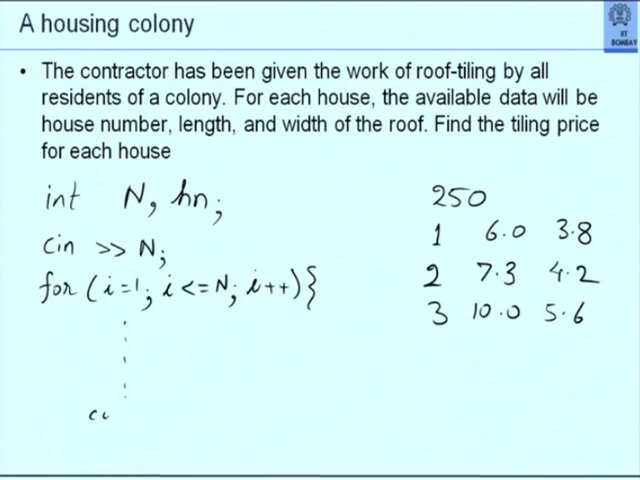 A housing colony
IIT
BOMBAY
• The contractor has been given the work of roof-tiling by all
residents of a colony. For each house, the available data will be
house number, length, and width of the roof. Find the tiling price
for each house
int N, hn;
cin >> N;
for (i=1; i<=N; i++){
250
1 6.0 3.8
2 7.3 4.2
3 10.0 5.6